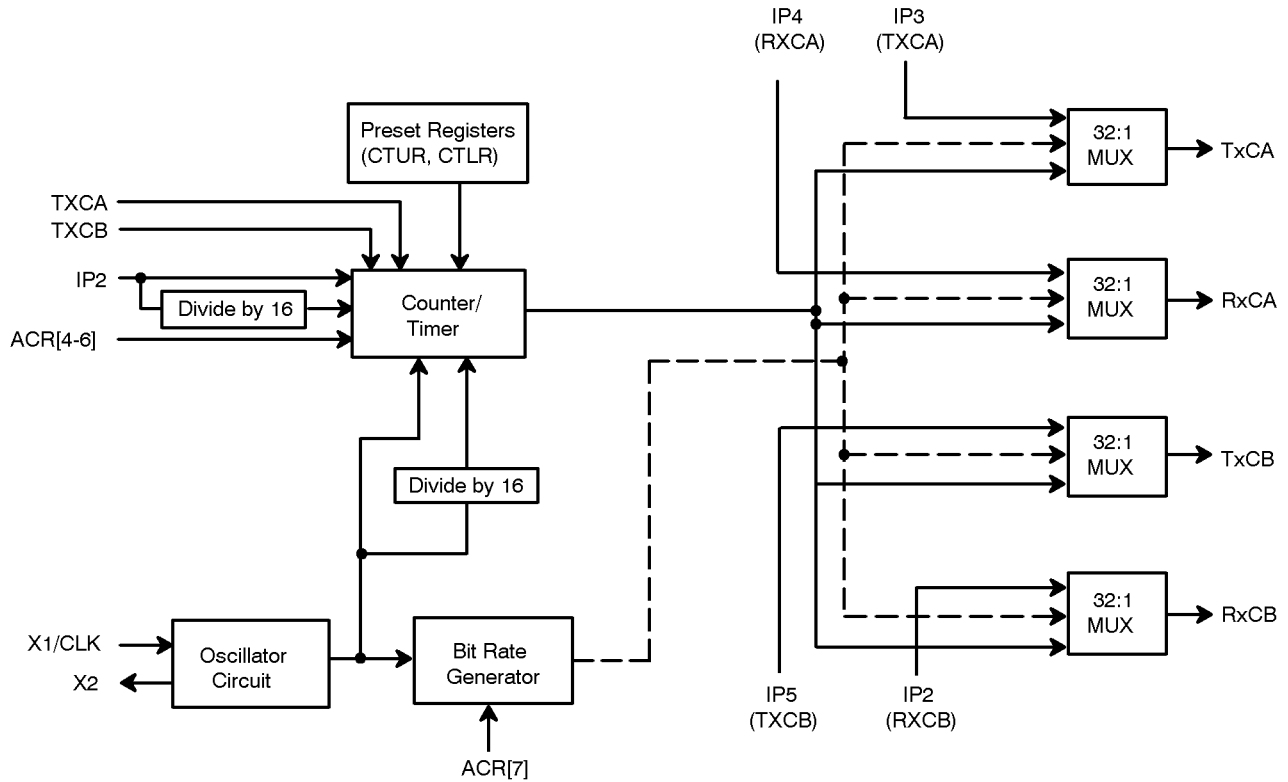 IP4
(RXCA)
IP3
(TXCA)
Preset Registers
(CTUR, CTLR)
32:1
MUX
TxCA
TXCA
TXCB
IP2
Divide by 16
ACR[4-6]
Counter/
Timer
32:1
MUX
RxCA
32:1
MUX
TxCB
Divide by 16
32:1
MUX
RxCB
X1/CLK
X2
Oscillator
Circuit
Bit Rate
Generator
IP5
(TXCB)
IP2
(RXCB)
ACR[7]